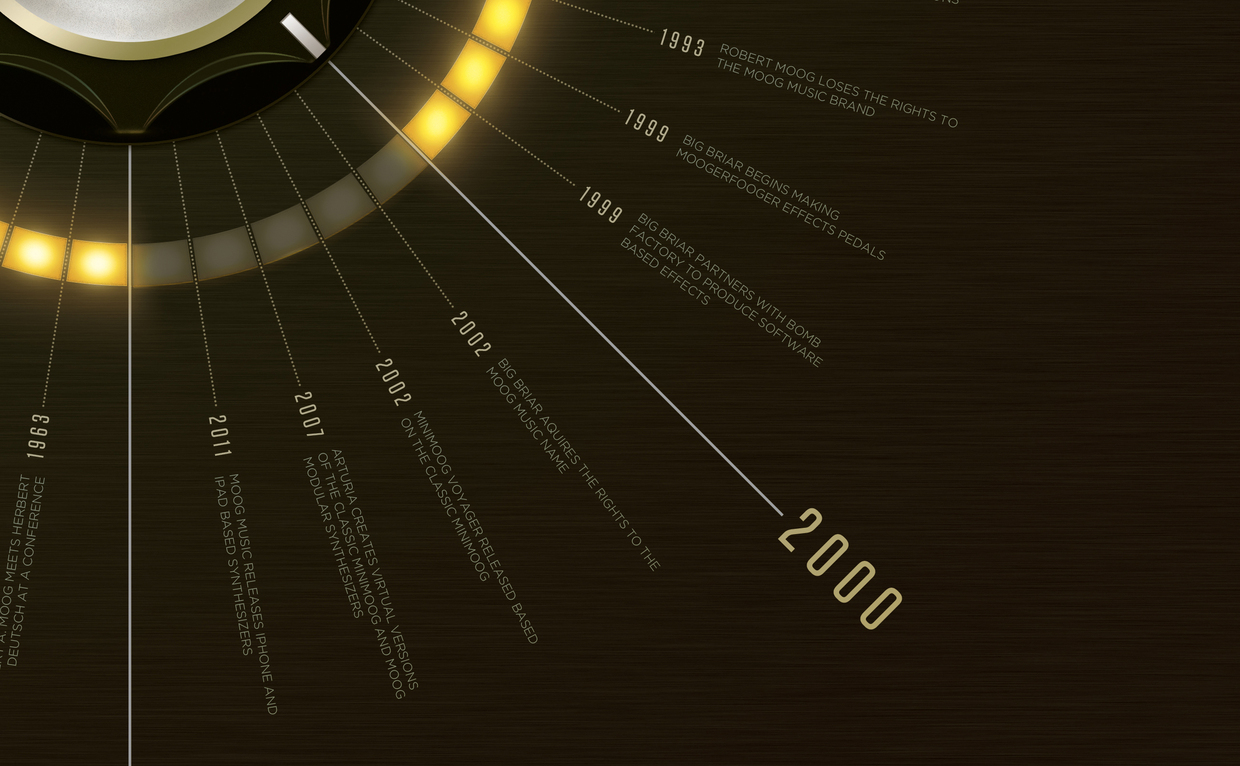 ONS
1993
ROBERT MOOG LOSES THE RIGHTS TO
THE MOOG MUSIC BRAND
1999
BIG BRIAR BEGINS MAKING
MOOGERFOOGER EFFECTS PEDALS
1999
BIG BRIAR PARTNERS WITH BOMB
FACTORY TO PRODUCE SOFTWARE
BASED EFFECTS
2000
2002
BIG BRIAR AQUIRES THE RIGHTS TO THE
MOOG MUSIC NAME
2002
MINIMOOG VOYAGER RELEASED BASED
ON THE CLASSIC MINIMOOG
2007
ARTURIA CREATES VIRTUAL VERSIONS
OF THE CLASSIC MINIMOOG AND MOOG
MODULAR SYNTHESIZERS
2011
MOOG MUSIC RELEASES IPHONE AND
IPAD BASED SYNTHESIZERS
1963
A. MOOG MEETS HERBERT
DEUTSCH AT A CONFERENCE